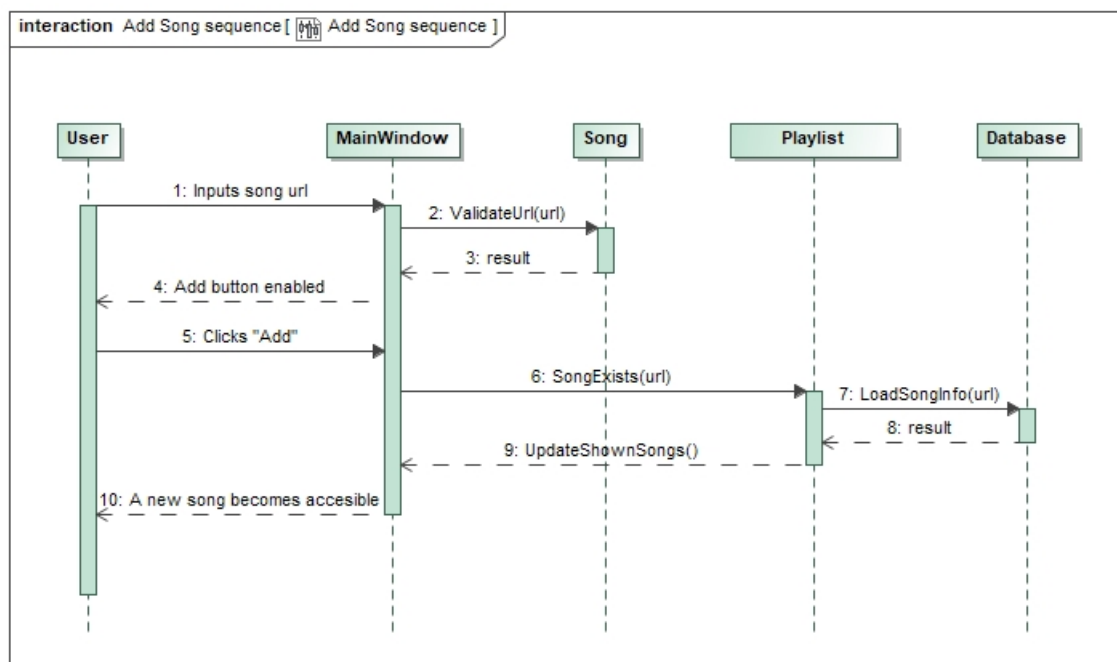 interaction Add Song sequence [ Add Song sequence ]
User MainWindow Song Playlist Database
1: Inputs song url
2: ValidateUrl(url)
3: result
4: Add button enabled
5: Clicks "Add"
6: SongExists(url)
7: LoadSongInfo(url)
8: result
9: UpdateShownSongs()
10: A new song becomes accesible